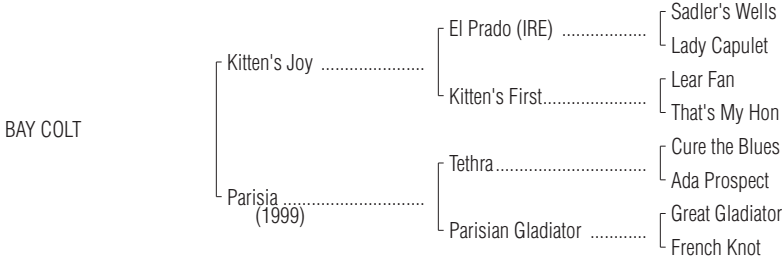 Sadler's Wells
El Prado (IRE) ..................
Lady Capulet
Kitten's Joy ......................
Lear Fan
Kitten's First......................
That's My Hon
BAY COLT
Cure the Blues
Tethra................................
Ada Prospect
Parisia ..............................
(1999)
Great Gladiator
Parisian Gladiator ............
French Knot